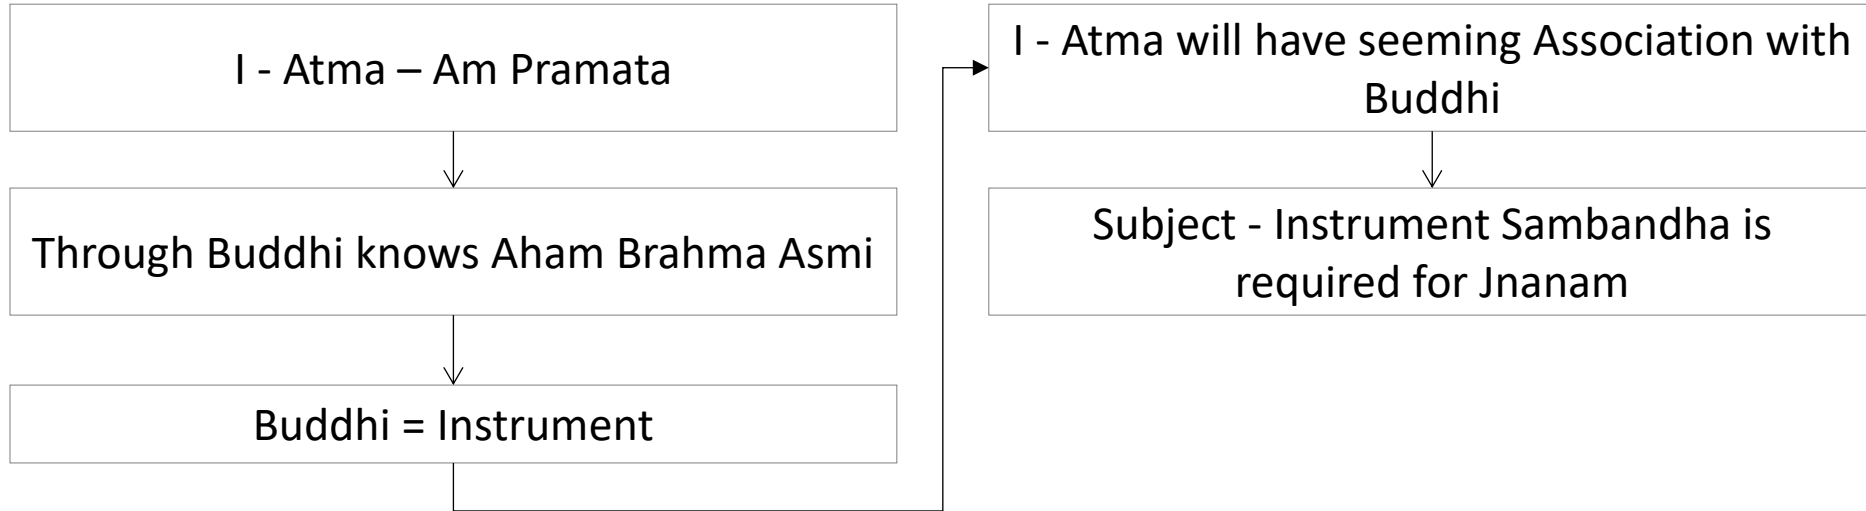 I - Atma – Am Pramata
Through Buddhi knows Aham Brahma Asmi
Buddhi = Instrument
I - Atma will have seeming Association with
Buddhi
Subject - Instrument Sambandha is
required for Jnanam